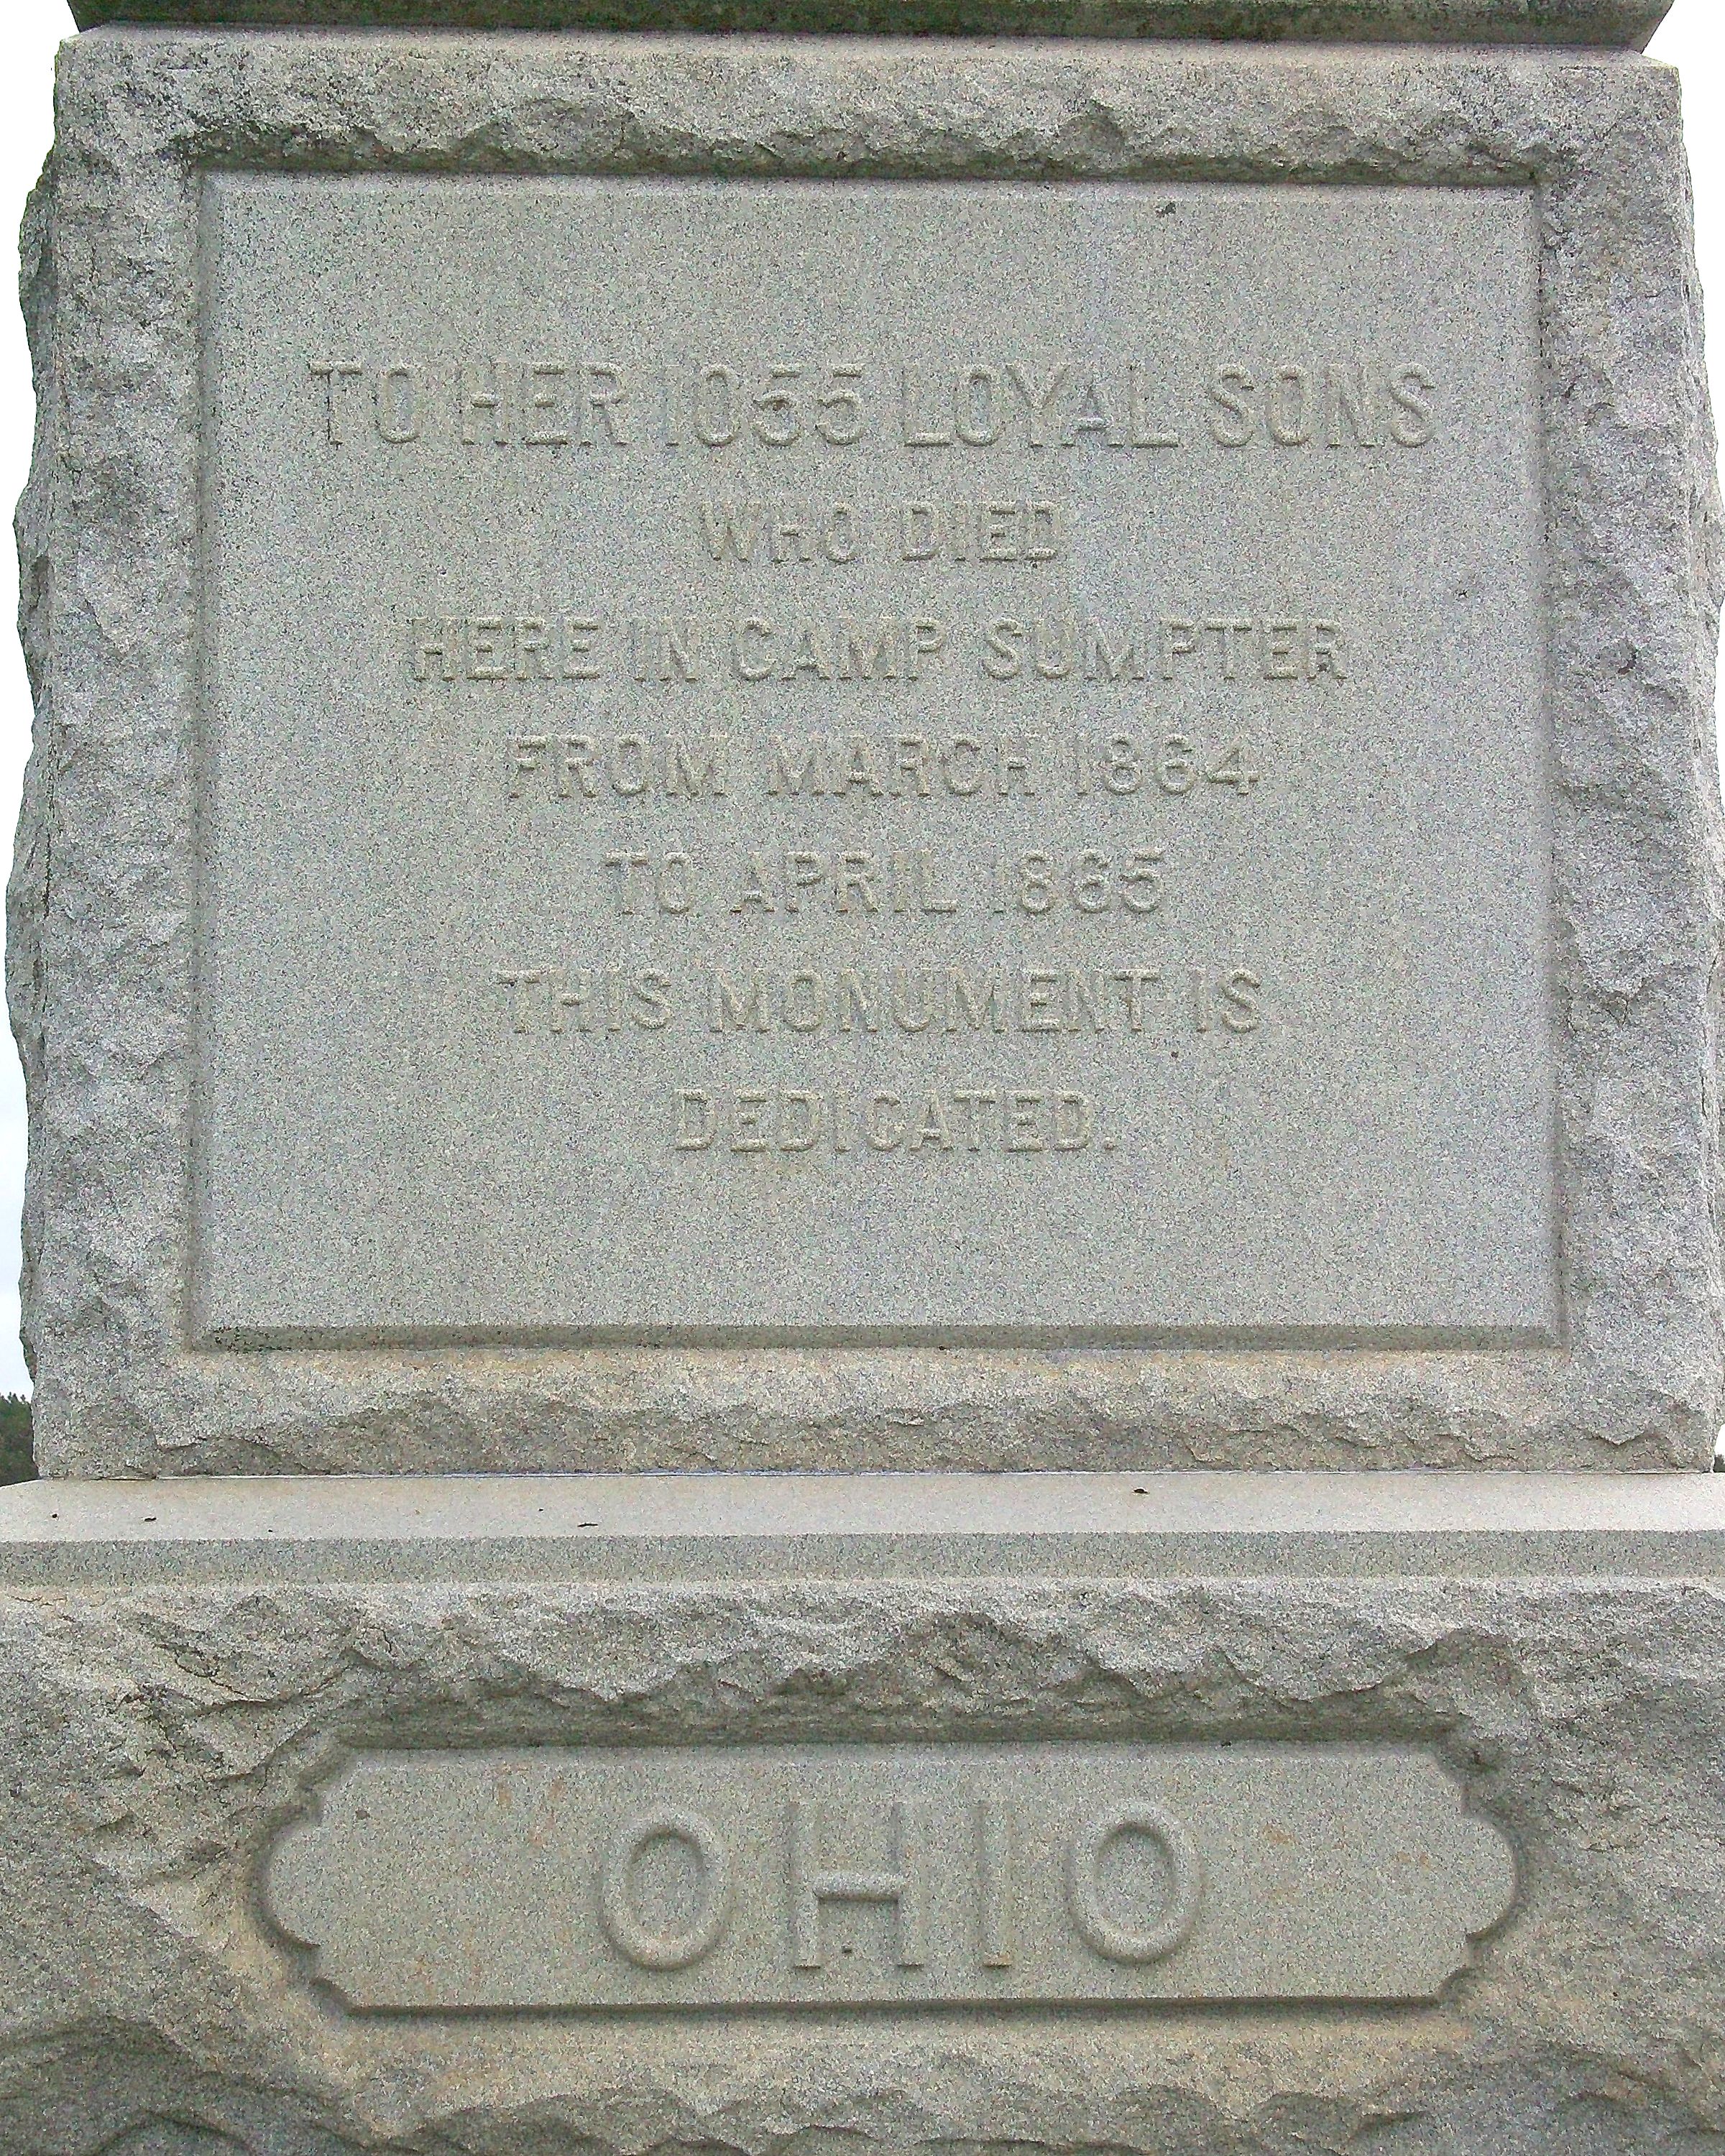 TO HER 1055 LOYAL SONS
WHO DIED
HERE IN CAMP SUMPTER
FROM MARCH 1864
TO APRIL 1865
THIS MONUMENT IS
DEDICATED.
OHIO